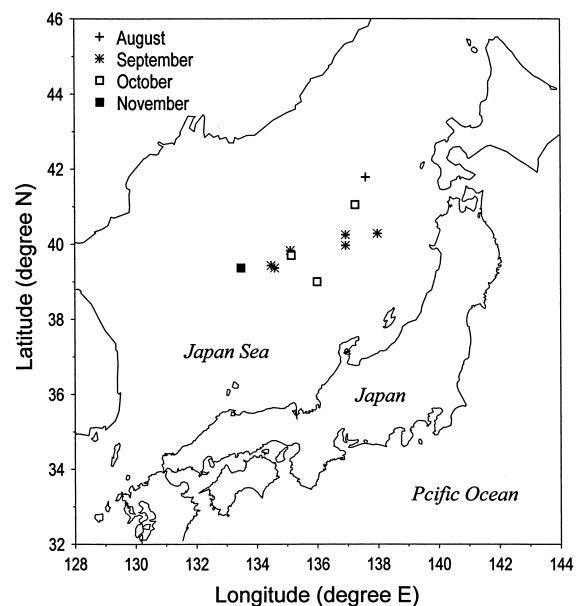 46
44
42
40
38
36
34
32
Latitude (degree N)
August
September
October
November
Japan Sea
Japan
Pcific Ocean
128 130 132 134 136 138 140 142 144
Longitude (degree E)